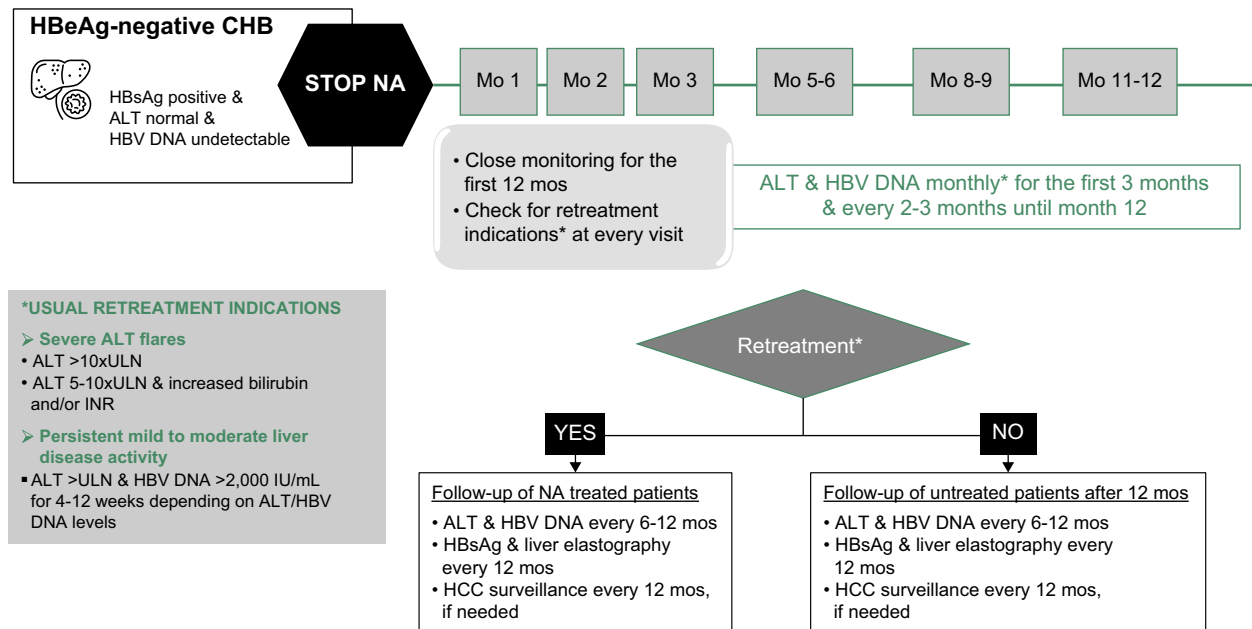 HBeAg-negative CHB
HBsAg positive &
ALT normal &
HBV DNA undetectable
STOP NA
Mo 1
Mo 2
Mo 3
Mo 5-6
Mo 8-9
Mo 11-12
• Close monitoring for the
first 12 mos
• Check for retreatment
indications* at every visit
ALT & HBV DNA monthly* for the first 3 months
& every 2-3 months until month 12
*USUAL RETREATMENT INDICATIONS
➢ Severe ALT flares
• ALT >10xULN
• ALT 5-10xULN & increased bilirubin
and/or INR
➢ Persistent mild to moderate liver
disease activity
▪ ALT >ULN & HBV DNA >2,000 IU/mL
for 4-12 weeks depending on ALT/HBV
DNA levels
Retreatment*
YES
NO
Follow-up of NA treated patients
• ALT & HBV DNA every 6-12 mos
• HBsAg & liver elastography
every 12 mos
• HCC surveillance every 12 mos,
if needed
Follow-up of untreated patients after 12 mos
• ALT & HBV DNA every 6-12 mos
• HBsAg & liver elastography every
12 mos
• HCC surveillance every 12 mos,
if needed